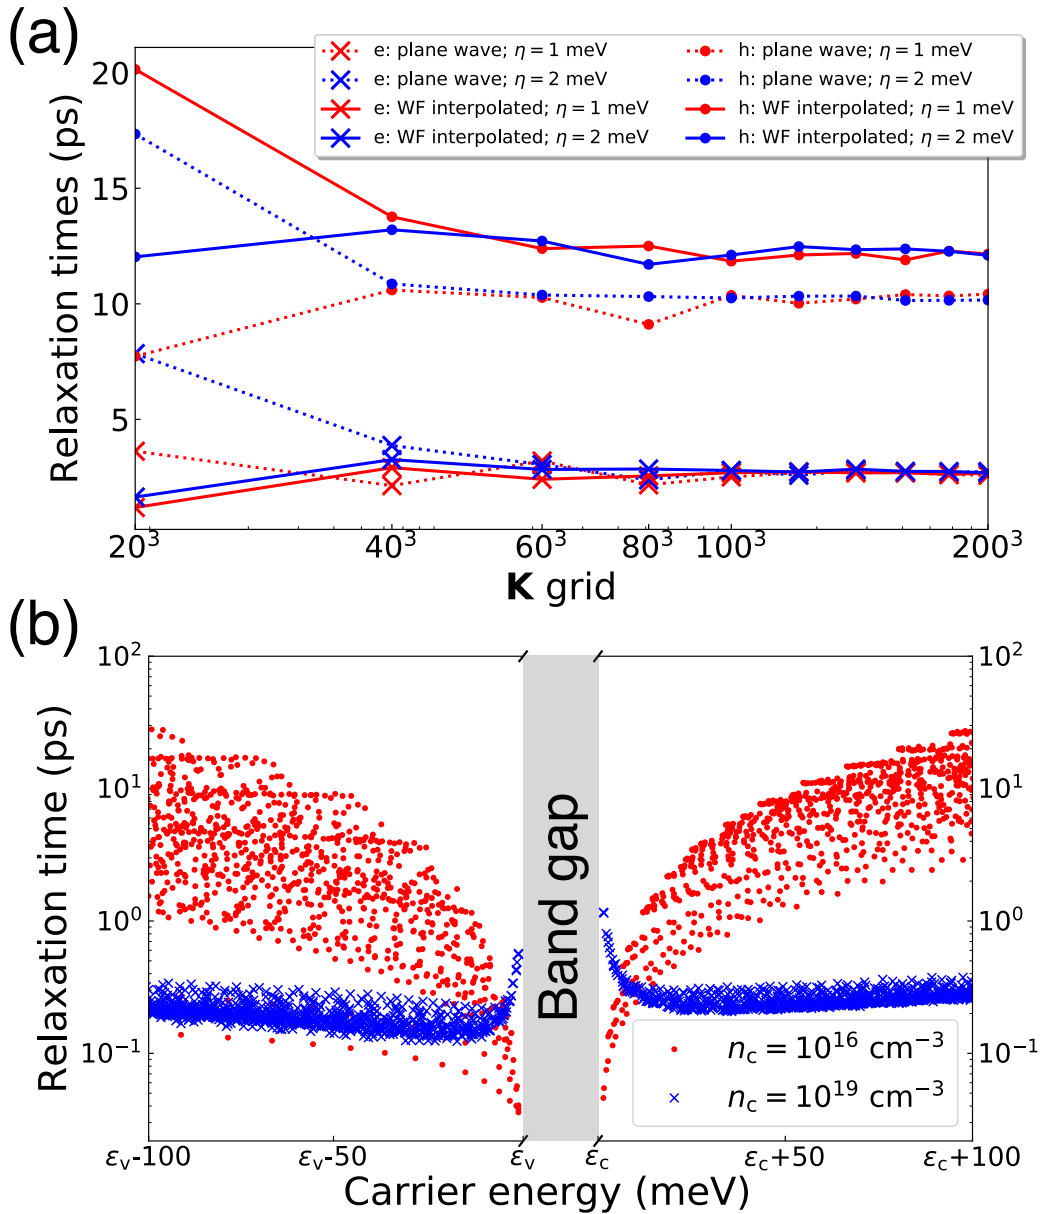 (a)
Relaxation times (ps)
20
15
10
5
e: plane wave; η = 1 meV
e: plane wave; η = 2 meV
e: WF interpolated; η = 1 meV
e: WF interpolated; η = 2 meV
h: plane wave; η = 1 meV
h: plane wave; η = 2 meV
h: WF interpolated; η = 1 meV
h: WF interpolated; η = 2 meV
20³ 40³ 60³ 80³ 100³ 200³
K grid
(b)
Relaxation time (ps)
10² 10²
10¹ 10¹
10⁰ 10⁰
10⁻¹ 10⁻¹
Band gap
n_c = 10¹⁶ cm⁻³
n_c = 10¹⁹ cm⁻³
ε_v-100 ε_v-50 ε_v ε_c ε_c+50 ε_c+100
Carrier energy (meV)